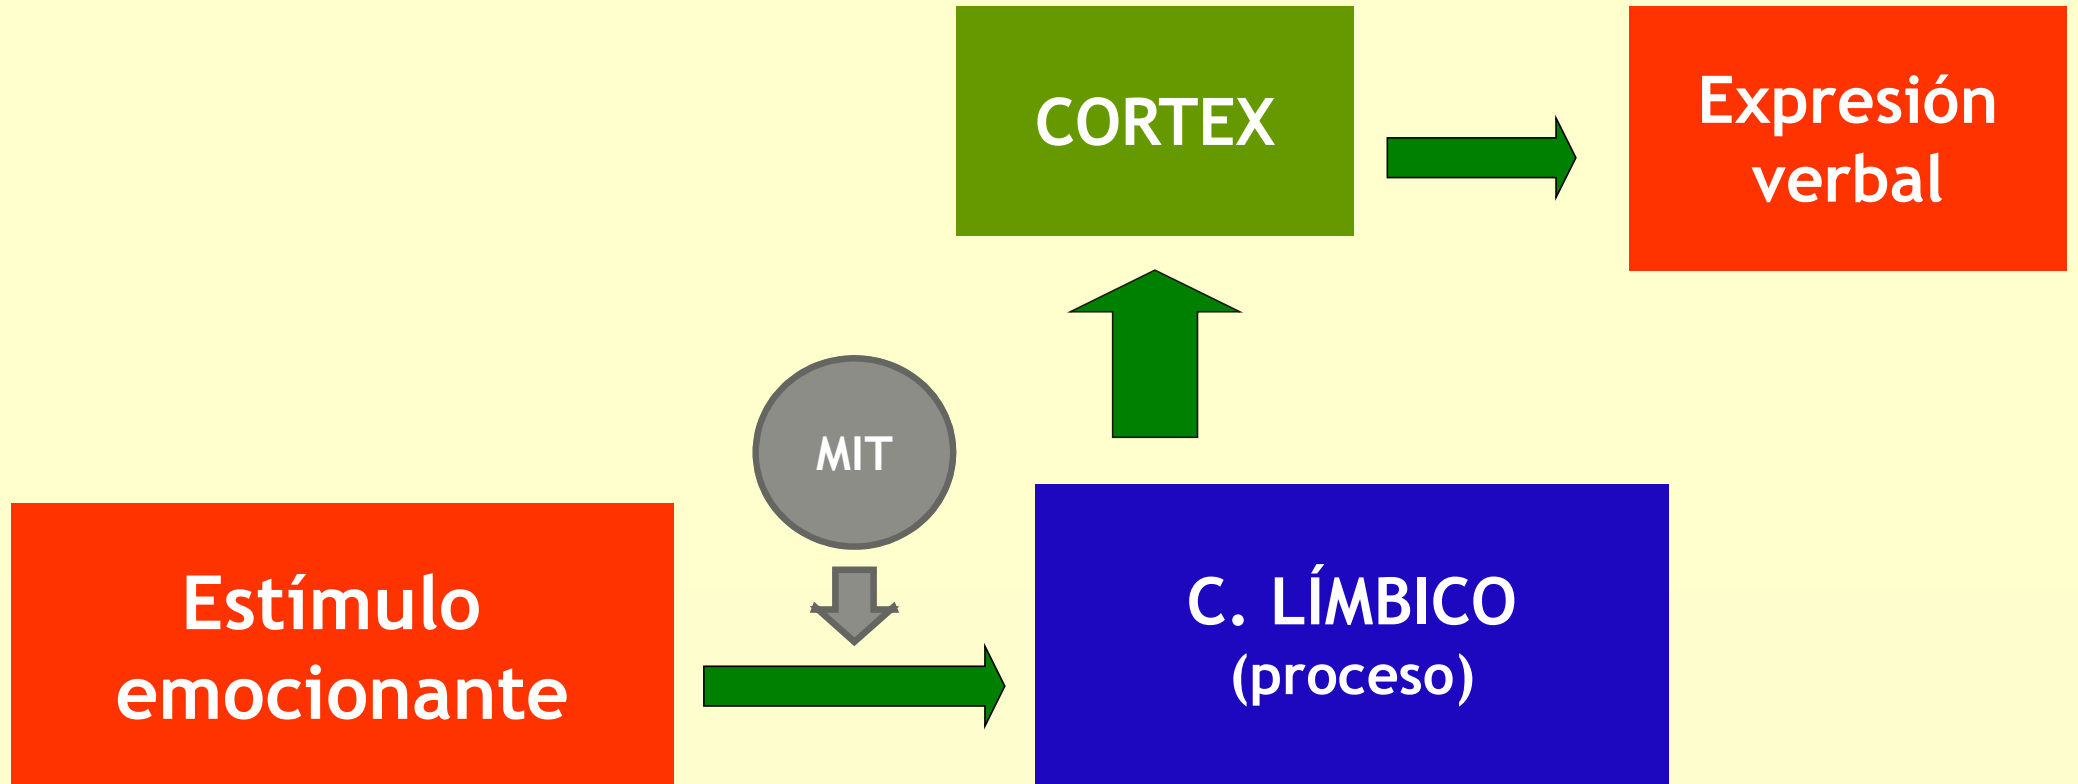 CORTEX
Expresión
verbal
MIT
Estímulo
emocionante
C. LÍMBICO
(proceso)